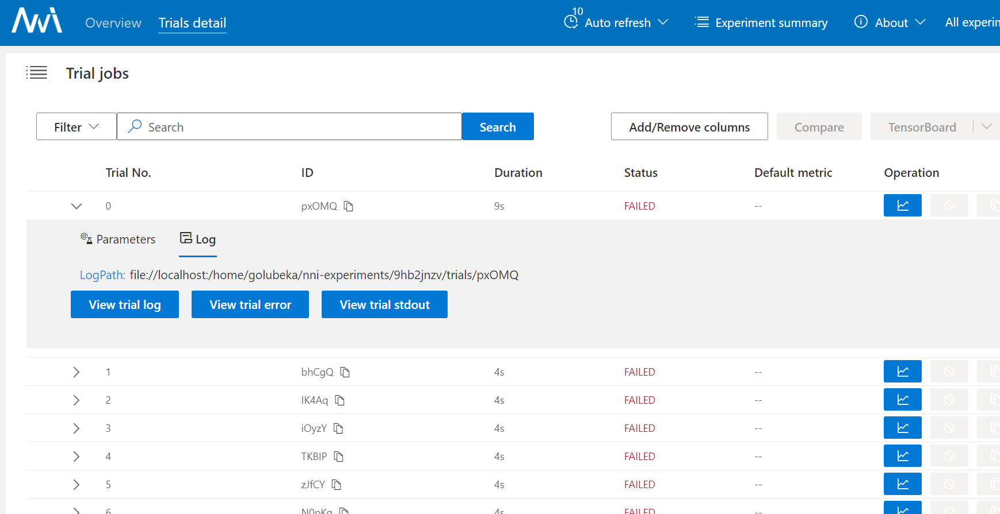 NNI Overview Trials detail 10 Auto refresh Experiment summary About All experim
Trial jobs
Filter Search Search Add/Remove columns Compare TensorBoard
Trial No. ID Duration Status Default metric Operation
0 pxOMQ 9s FAILED --
Parameters Log
LogPath: file://localhost:/home/golubeka/nni-experiments/9hb2jnzv/trials/pxOMQ
View trial log View trial error View trial stdout
1 bhCgQ 4s FAILED --
2 IK4Aq 4s FAILED --
3 iOyzY 4s FAILED --
4 TKBIP 4s FAILED --
5 zJfCY 4s FAILED --
6 N0nKq 4s FAILED --